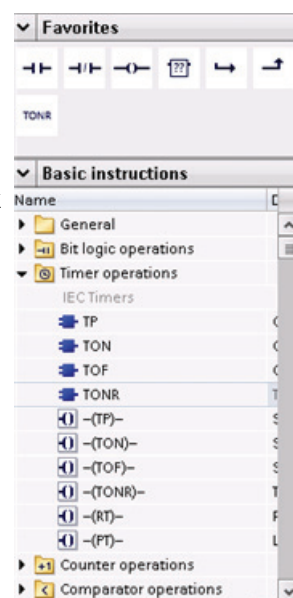 Favorites
??
TONR
Basic instructions
Name
General
Bit logic operations
Timer operations
IEC Timers
TP
TON
TOF
TONR
-(TP)-
-(TON)-
-(TOF)-
-(TONR)-
-(RT)-
-(PT)-
+1 Counter operations
Comparator operations